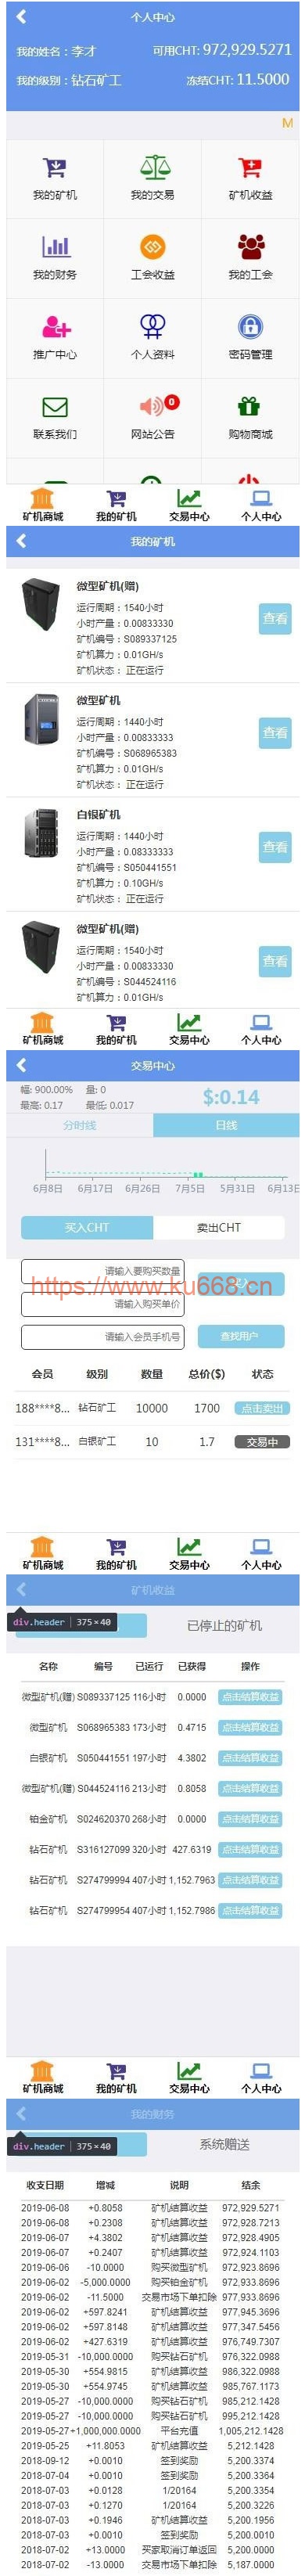 个人中心
我的姓名：李才 可用CHT: 972,929.5271
我的级别：钻石矿工 冻结CHT: 11.5000
M
我的矿机 我的交易 矿机收益
我的财务 工会收益 我的工会
推广中心 个人资料 密码管理
0
联系我们 网站公告 购物商城
矿机商城 我的矿机 交易中心 个人中心
我的矿机
微型矿机(赠)
运行周期：1540小时
小时产量：0.00833330
查看
矿机编号：S089337125
矿机算力：0.01GH/s
矿机状态： 正在运行
微型矿机
运行周期：1440小时
小时产量：0.00833330
查看
矿机编号：S068965383
矿机算力：0.01GH/s
矿机状态： 正在运行
白银矿机
运行周期：1440小时
小时产量：0.08333333
查看
矿机编号：S050441551
矿机算力：0.10GH/s
矿机状态： 正在运行
微型矿机(赠)
运行周期：1540小时
小时产量：0.00833330
查看
矿机编号：S044524116
矿机算力：0.01GH/s
矿机商城 我的矿机 交易中心 个人中心
交易中心
幅: 900.00% 量: 0
$:0.14
最高: 0.17 最低: 0.017
分时线 日线
6月8日 6月17日 6月26日 7月5日 5月31日 6月13日
买入CHT 卖出CHT
请输入要购买数量
买入
https://www.ku668.cn
请输入购买单价
请输入会员手机号 查找用户
会员 级别 数量 总价($) 状态
188****8... 钻石矿工 10000 1700 点击卖出
131****8... 白银矿工 10 1.7 交易中
矿机商城 我的矿机 交易中心 个人中心
矿机收益
div.header | 375×40
已停止的矿机
名称 编号 已运行 已获得 操作
微型矿机(赠) S089337125 116小时 0.0000 点击结算收益
微型矿机 S068965383 173小时 0.4715 点击结算收益
白银矿机 S050441551 197小时 4.3802 点击结算收益
微型矿机(赠) S044524116 213小时 0.8058 点击结算收益
铂金矿机 S024620370 268小时 0.0000 点击结算收益
钻石矿机 S316127099 320小时 427.6319 点击结算收益
钻石矿机 S274799994 407小时 1,152.7963 点击结算收益
钻石矿机 S274799954 407小时 1,152.7986 点击结算收益
矿机商城 我的矿机 交易中心 个人中心
我的财务
div.header | 375×40
系统赠送
收支日期 增减 说明 结余
2019-06-08 +0.8058 矿机结算收益 972,929.5271
2019-06-08 +0.2308 矿机结算收益 972,928.7213
2019-06-07 +4.3802 矿机结算收益 972,928.4905
2019-06-07 +0.2407 矿机结算收益 972,924.1103
2019-06-06 -10.0000 购买微型矿机 972,923.8696
2019-06-02 -5,000.0000 购买铂金矿机 972,933.8696
2019-06-02 -11.5000 交易市场下单扣除 977,933.8696
2019-06-02 +597.8241 矿机结算收益 977,945.3696
2019-06-02 +597.8148 矿机结算收益 977,347.5456
2019-06-02 +427.6319 矿机结算收益 976,749.7307
2019-05-31 -10,000.0000 购买钻石矿机 976,322.0988
2019-05-30 +554.9815 矿机结算收益 986,322.0988
2019-05-30 +554.9745 矿机结算收益 985,767.1173
2019-05-27 -10,000.0000 购买钻石矿机 985,212.1428
2019-05-27 -10,000.0000 购买钻石矿机 995,212.1428
2019-05-27 +1,000,000.0000 平台充值 1,005,212.1428
2019-05-25 +11.8053 矿机结算收益 5,212.1428
2018-09-12 +0.0010 签到奖励 5,200.3374
2018-07-04 +0.0010 签到奖励 5,200.3364
2018-07-03 +0.0128 1/20164 5,200.3354
2018-07-03 +0.1270 1/20164 5,200.3226
2018-07-03 +0.1946 矿机结算收益 5,200.1956
2018-07-03 +0.0010 签到奖励 5,200.0010
2018-07-02 +13.0000 买家取消订单返回 5,200.0000
2018-07-02 -13.0000 交易市场下单扣除 5,187.0000